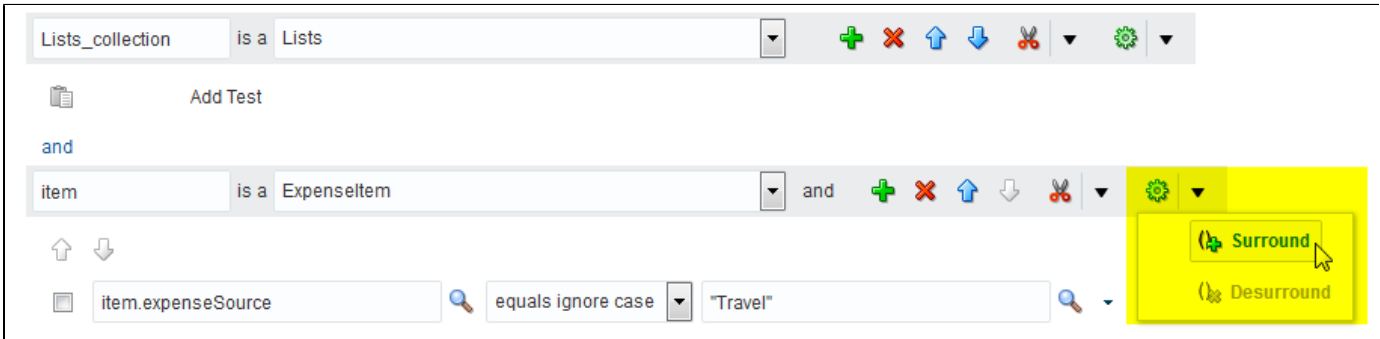 Lists_collection is a Lists
Add Test
and
item is a ExpenseItem and
Surround
item.expenseSource equals ignore case "Travel"
Desurround